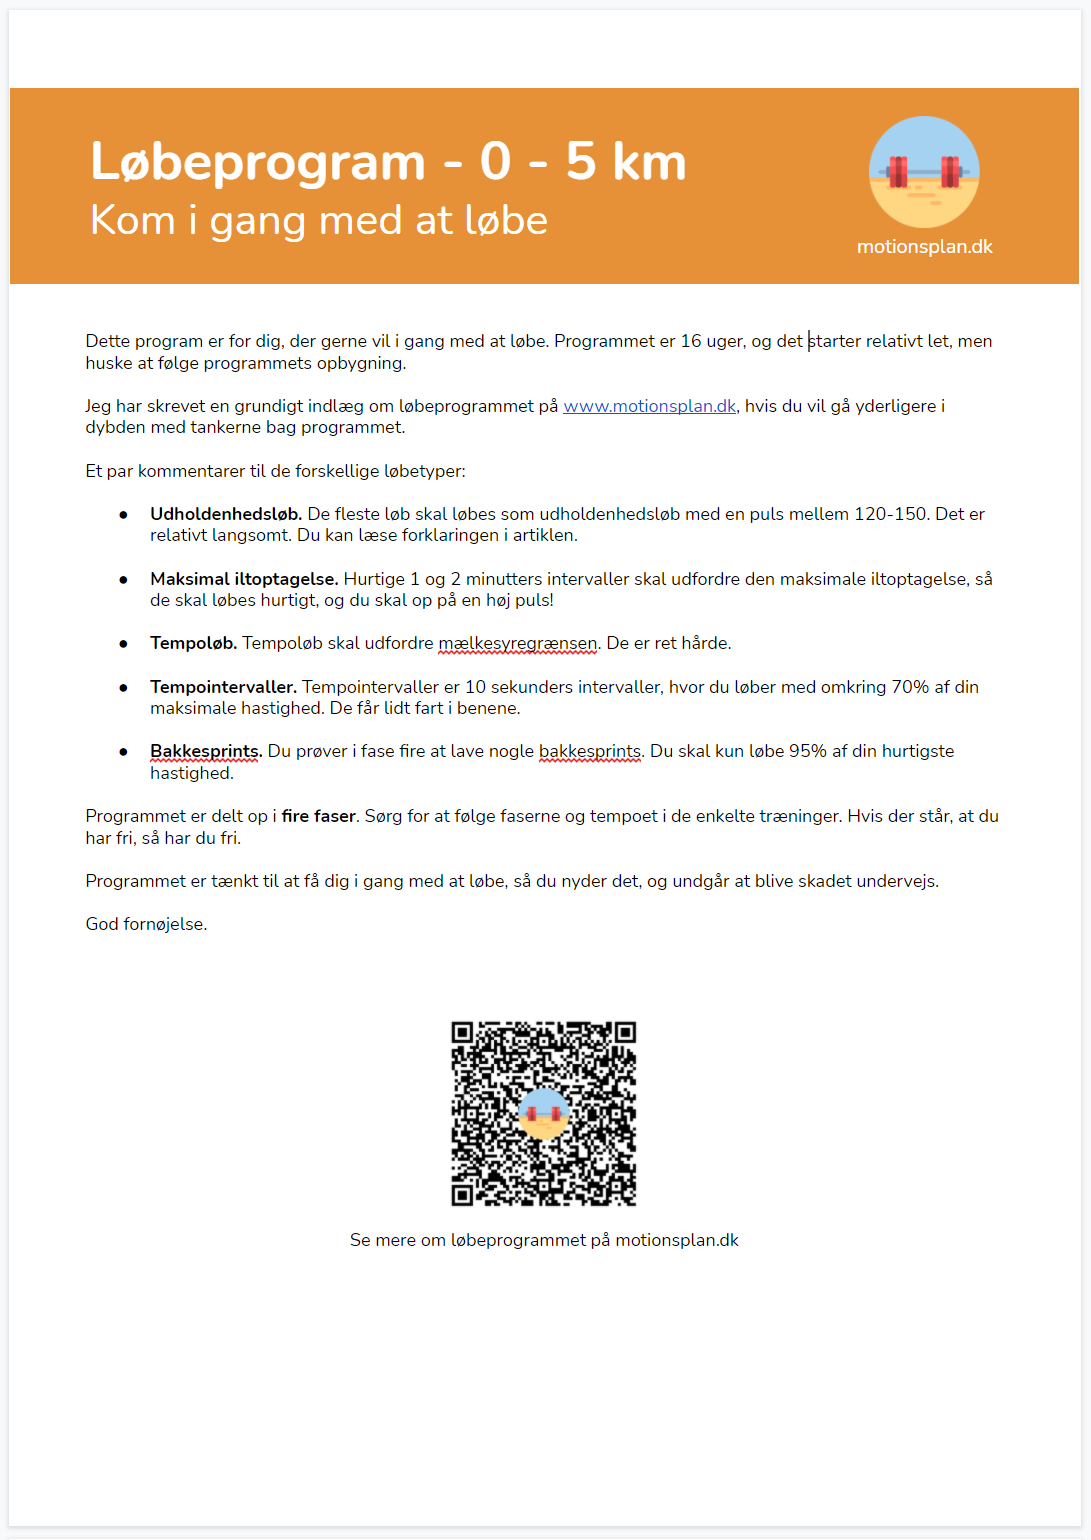 Løbeprogram - 0 - 5 km
Kom i gang med at løbe
motionsplan.dk
Dette program er for dig, der gerne vil i gang med at løbe. Programmet er 16 uger, og det starter relativt let, men
huske at følge programmets opbygning.
Jeg har skrevet en grundigt indlæg om løbeprogrammet på www.motionsplan.dk, hvis du vil gå yderligere i
dybden med tankerne bag programmet.
Et par kommentarer til de forskellige løbetyper:
● Udholdenhedsløb. De fleste løb skal løbes som udholdenhedsløb med en puls mellem 120-150. Det er
relativt langsomt. Du kan læse forklaringen i artiklen.
● Maksimal iltoptagelse. Hurtige 1 og 2 minutters intervaller skal udfordre den maksimale iltoptagelse, så
de skal løbes hurtigt, og du skal op på en høj puls!
● Tempoløb. Tempoløb skal udfordre mælkesyregrænsen. De er ret hårde.
● Tempointervaller. Tempointervaller er 10 sekunders intervaller, hvor du løber med omkring 70% af din
maksimale hastighed. De får lidt fart i benene.
● Bakkesprints. Du prøver i fase fire at lave nogle bakkesprints. Du skal kun løbe 95% af din hurtigste
hastighed.
Programmet er delt op i fire faser. Sørg for at følge faserne og tempoet i de enkelte træninger. Hvis der står, at du
har fri, så har du fri.
Programmet er tænkt til at få dig i gang med at løbe, så du nyder det, og undgår at blive skadet undervejs.
God fornøjelse.
Se mere om løbeprogrammet på motionsplan.dk